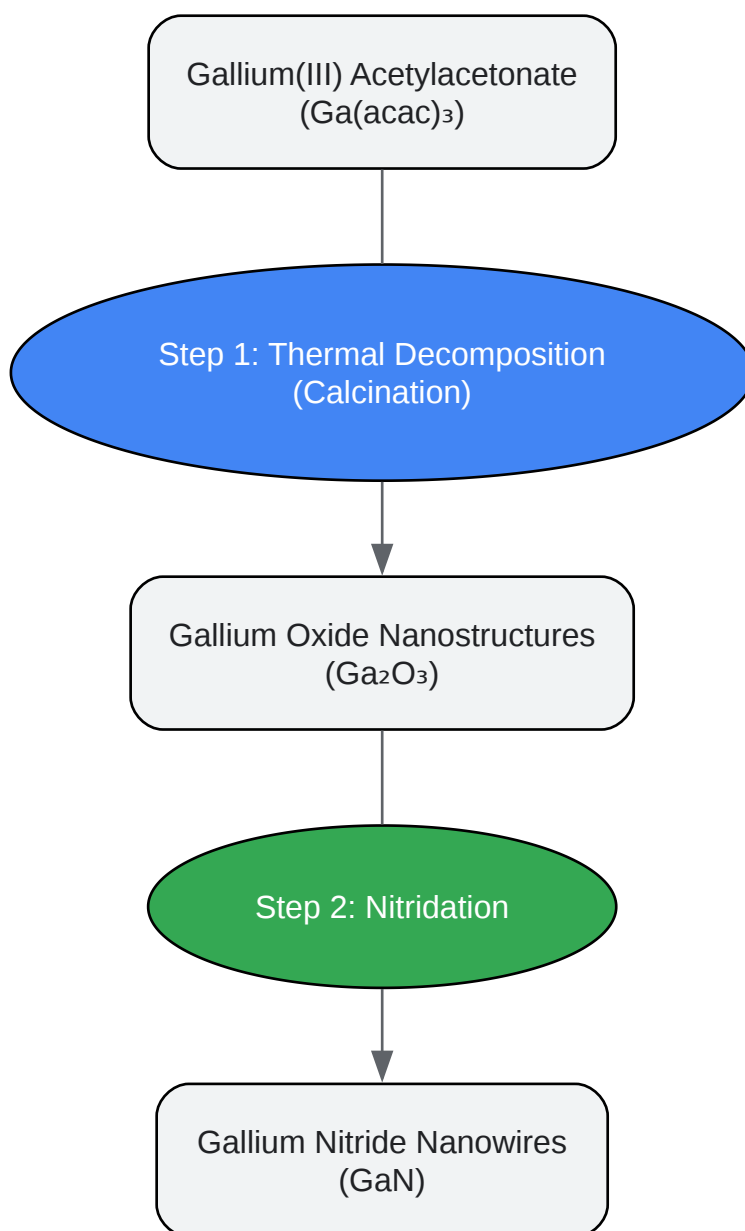 Gallium(III) Acetylacetonate
(Ga(acac)₃)
Step 1: Thermal Decomposition
(Calcination)
Gallium Oxide Nanostructures
(Ga₂O₃)
Step 2: Nitridation
Gallium Nitride Nanowires
(GaN)